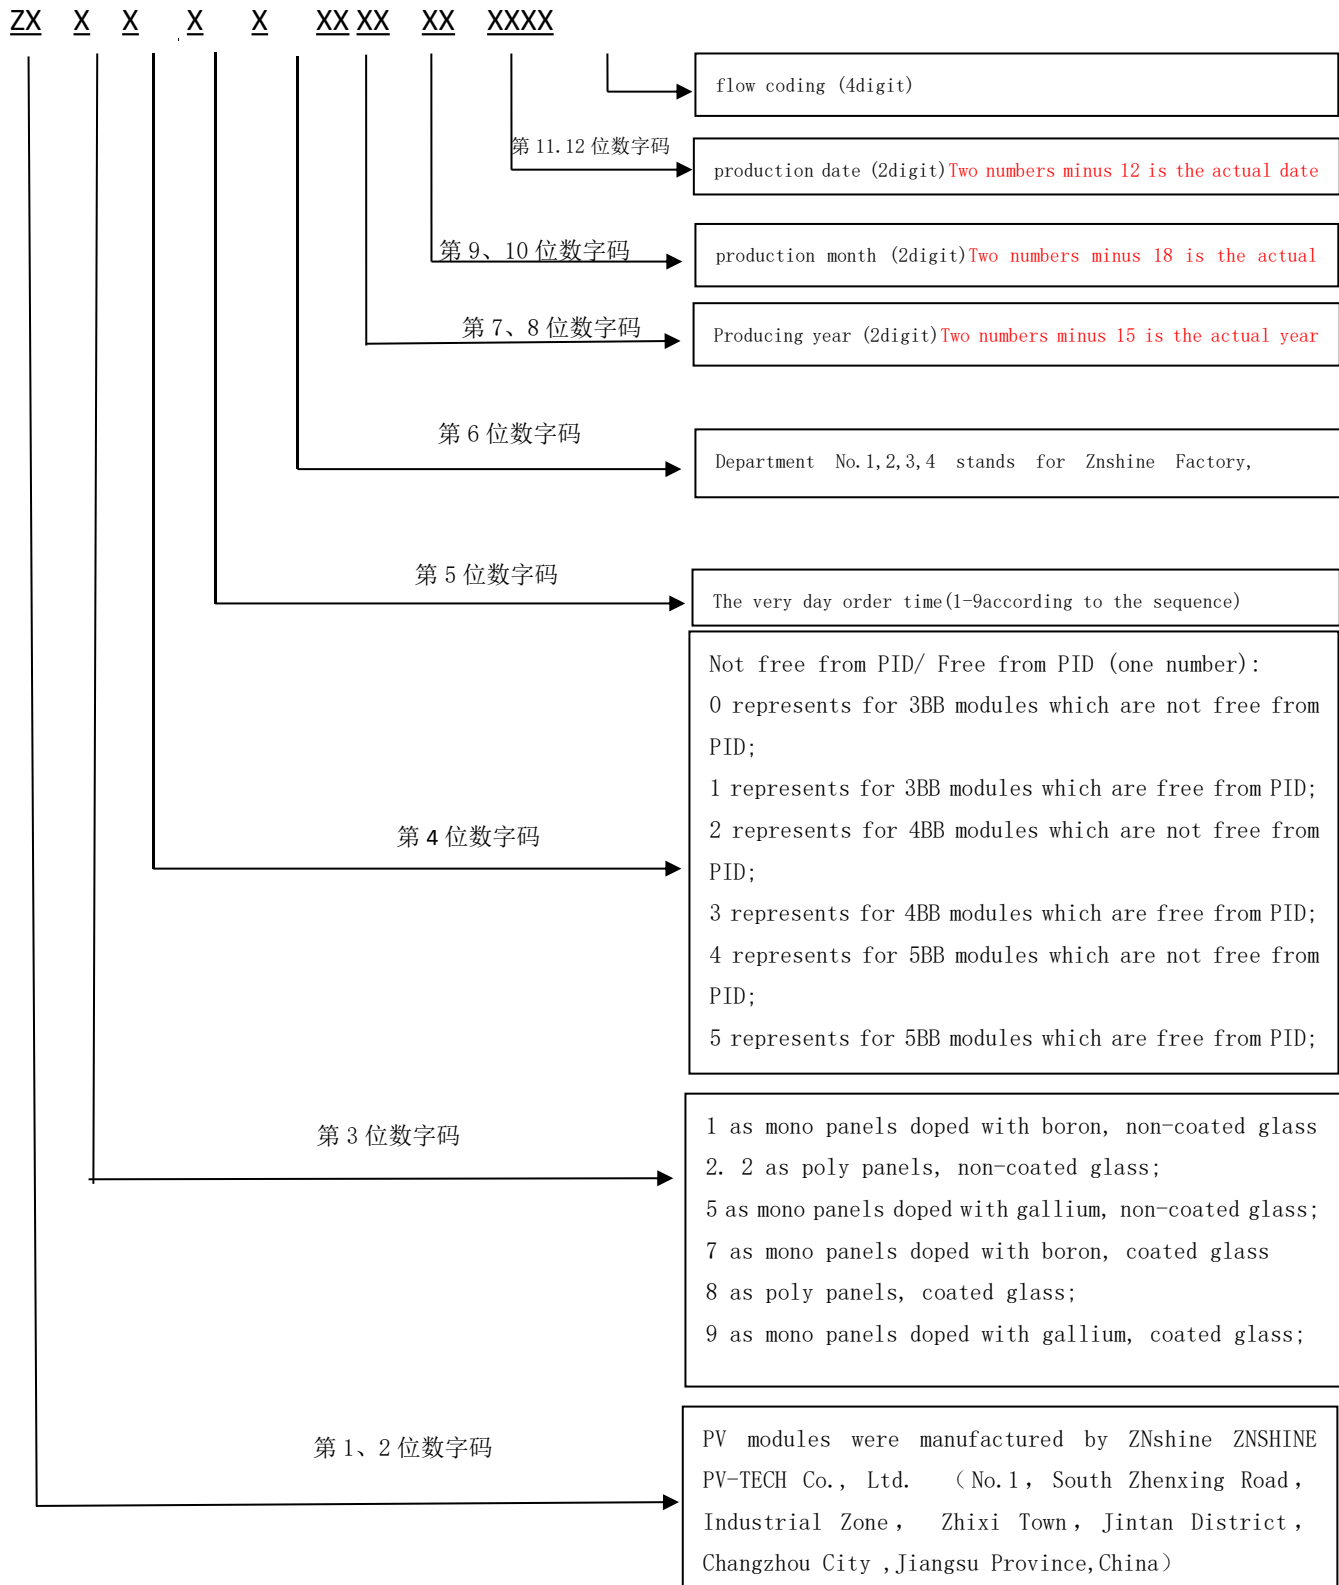 ZX X X X X XX XX XX XXXX
flow coding (4digit)
第 11.12 位数字码
production date (2digit)Two numbers minus 12 is the actual date
第 9、10 位数字码
production month (2digit)Two numbers minus 18 is the actual
第 7、8 位数字码
Producing year (2digit)Two numbers minus 15 is the actual year
第 6 位数字码
Department No.1,2,3,4 stands for Znshine Factory,
第 5 位数字码
The very day order time(1-9according to the sequence)
Not free from PID/ Free from PID (one number):
0 represents for 3BB modules which are not free from
PID;
1 represents for 3BB modules which are free from PID;
2 represents for 4BB modules which are not free from
PID;
3 represents for 4BB modules which are free from PID;
4 represents for 5BB modules which are not free from
PID;
5 represents for 5BB modules which are free from PID;
第 4 位数字码
第 3 位数字码
1 as mono panels doped with boron, non-coated glass
2. 2 as poly panels, non-coated glass;
5 as mono panels doped with gallium, non-coated glass;
7 as mono panels doped with boron, coated glass
8 as poly panels, coated glass;
9 as mono panels doped with gallium, coated glass;
第 1、2 位数字码
PV modules were manufactured by ZNshine ZNSHINE
PV-TECH Co., Ltd. （No.1, South Zhenxing Road,
Industrial Zone, Zhixi Town, Jintan District,
Changzhou City ,Jiangsu Province,China）